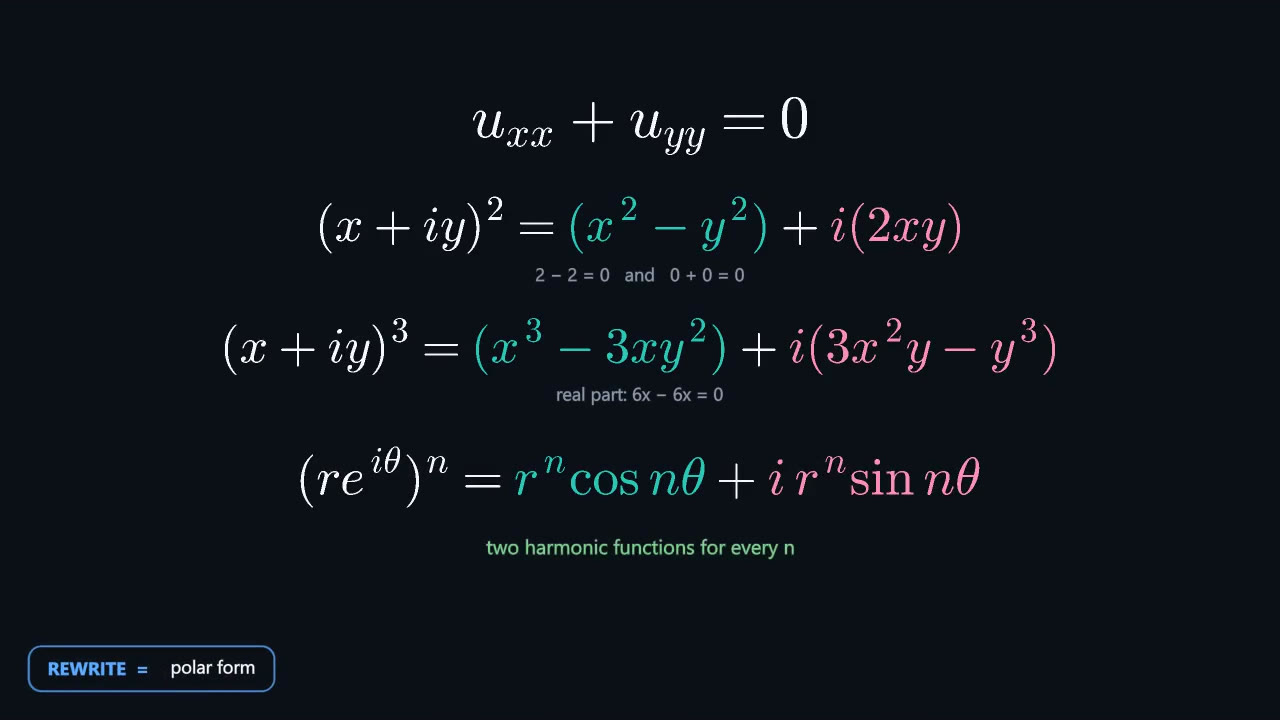 u_{xx} + u_{yy} = 0
(x + iy)^2 = (x^2 − y^2) + i(2xy)
2 − 2 = 0 and 0 + 0 = 0
(x + iy)^3 = (x^3 − 3xy^2) + i(3x^2y − y^3)
real part: 6x − 6x = 0
(re^{iθ})^n = r^n cos nθ + i r^n sin nθ
two harmonic functions for every n
REWRITE = polar form